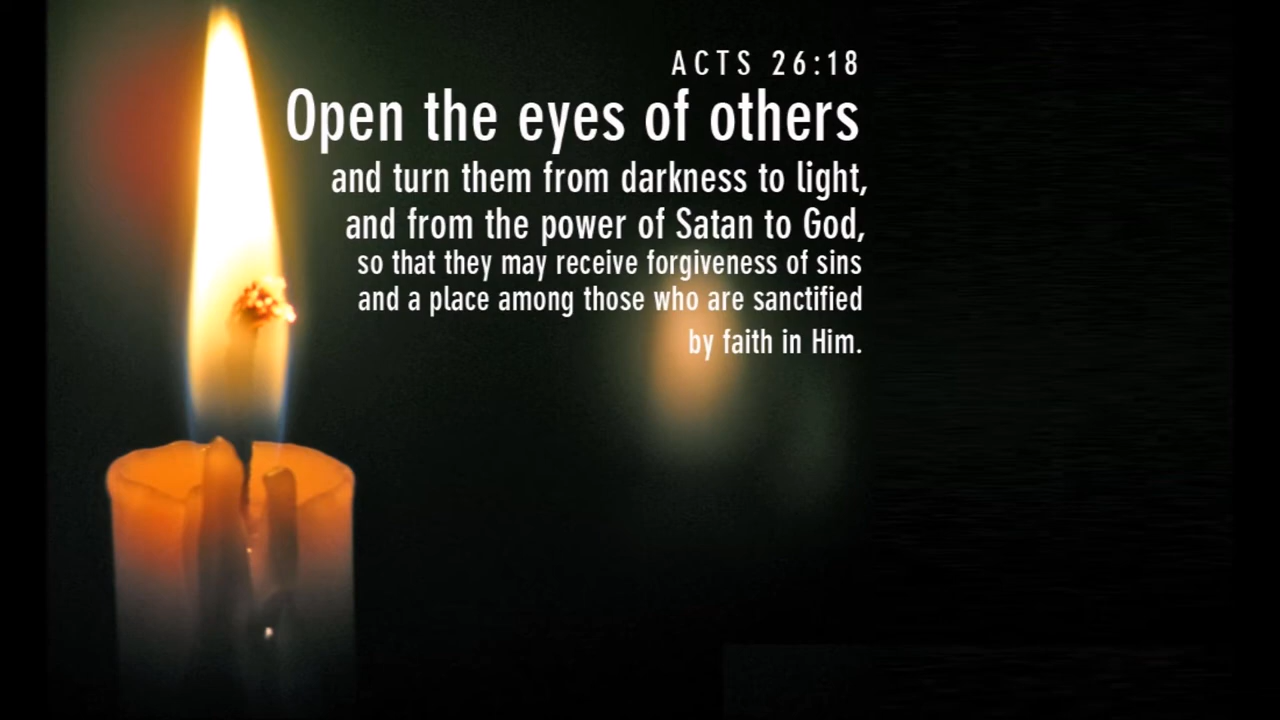 ACTS 26:18
Open the eyes of others
and turn them from darkness to light,
and from the power of Satan to God,
so that they may receive forgiveness of sins
and a place among those who are sanctified
by faith in Him.